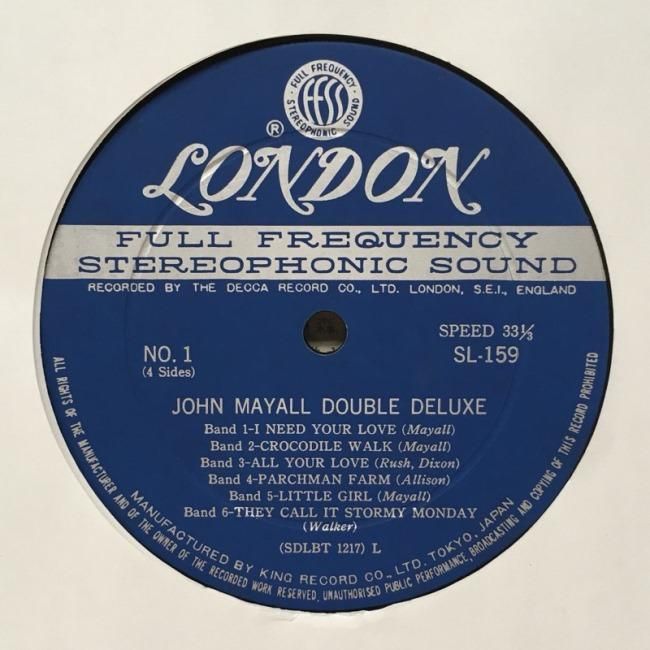 FULL FREQUENCY
FFSS
STEREOPHONIC SOUND
®
LONDON
FULL FREQUENCY
STEREOPHONIC SOUND
RECORDED BY THE DECCA RECORD CO., LTD. LONDON, S.E.I., ENGLAND
SPEED 33⅓
NO. 1
SL-159
(4 Sides)
JOHN MAYALL DOUBLE DELUXE
Band 1-I NEED YOUR LOVE (Mayall)
Band 2-CROCODILE WALK (Mayall)
Band 3-ALL YOUR LOVE (Rush, Dixon)
Band 4-PARCHMAN FARM (Allison)
Band 5-LITTLE GIRL (Mayall)
Band 6-THEY CALL IT STORMY MONDAY
(Walker)
(SDLBT 1217) L
MANUFACTURED BY KING RECORD CO., LTD. TOKYO, JAPAN
ALL RIGHTS OF THE MANUFACTURER AND OF THE OWNER OF THE RECORDED WORK RESERVED, UNAUTHORISED PUBLIC PERFORMANCE, BROADCASTING AND COPYING OF THIS RECORD PROHIBITED